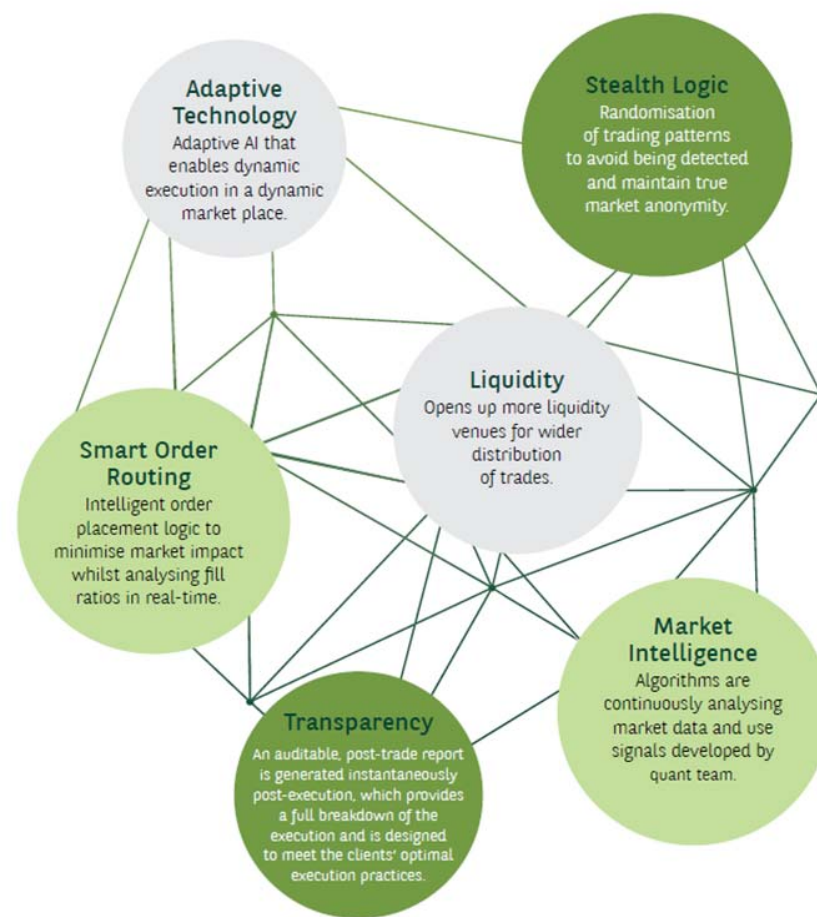 Adaptive
Technology
Adaptive AI that
enables dynamic
execution in a dynamic
market place.
Stealth Logic
Randomisation
of trading patterns
to avoid being detected
and maintain true
market anonymity.
Liquidity
Opens up more liquidity
venues for wider
distribution
of trades.
Smart Order
Routing
Intelligent order
placement logic to
minimise market impact
whilst analysing fill
ratios in real-time.
Market
Intelligence
Algorithms are
continuously analysing
market data and use
signals developed by
quant team.
Transparency
An auditable, post-trade report
is generated instantaneously
post-execution, which provides
a full breakdown of the
execution and is designed
to meet the clients' optimal
execution practices.